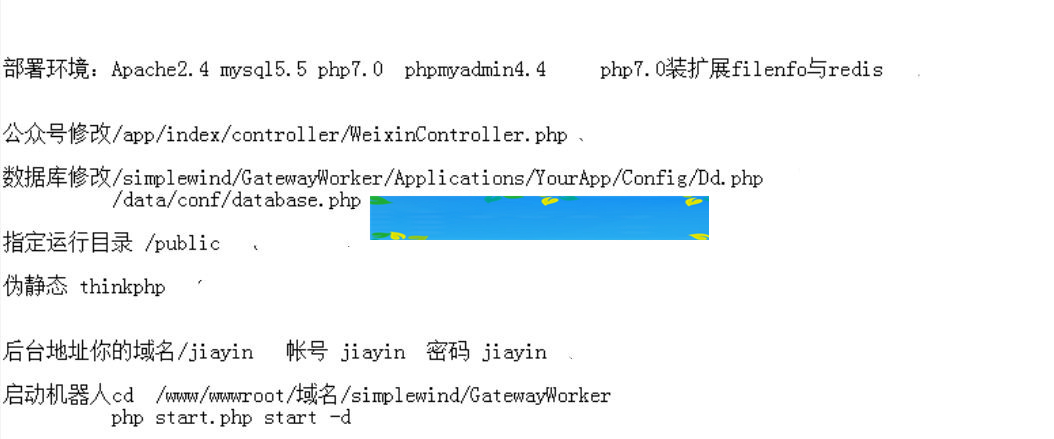 部署环境：Apache2.4 mysql5.5 php7.0 phpmyadmin4.4 php7.0装扩展filenfo与redis
公众号修改/app/index/controller/WeixinController.php
数据库修改/simplewind/GatewayWorker/Applications/YourApp/Config/Dd.php
/data/conf/database.php
指定运行目录 /public
伪静态 thinkphp
后台地址你的域名/jiayin 帐号 jiayin 密码 jiayin
启动机器人cd /www/wwwroot/域名/simplewind/GatewayWorker
php start.php start -d